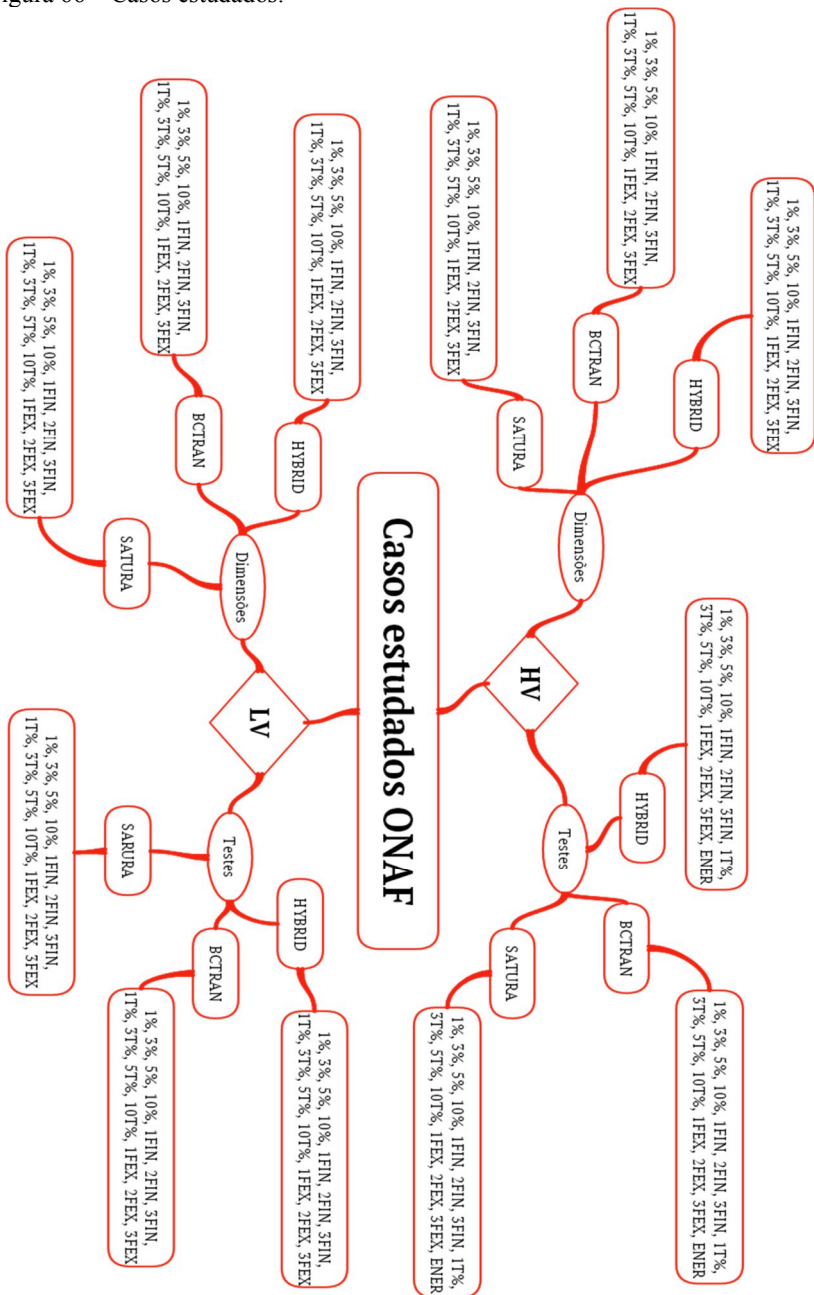 Figura 66 – Casos estudados.
Casos estudados ONAF
HV
Dimensões
HYBRID
1%, 3%, 5%, 10%, 1FIN, 2FIN, 3FIN,
1T%, 3T%, 5T%, 10T%, 1FEX, 2FEX, 3FEX
BCTRAN
1%, 3%, 5%, 10%, 1FIN, 2FIN, 3FIN,
1T%, 3T%, 5T%, 10T%, 1FEX, 2FEX, 3FEX
SATURA
1%, 3%, 5%, 10%, 1FIN, 2FIN, 3FIN,
1T%, 3T%, 5T%, 10T%, 1FEX, 2FEX, 3FEX
Testes
HYBRID
1%, 3%, 5%, 10%, 1FIN, 2FIN, 3FIN, 1T%,
3T%, 5T%, 10T%, 1FEX, 2FEX, 3FEX, ENER
BCTRAN
1%, 3%, 5%, 10%, 1FIN, 2FIN, 3FIN, 1T%,
3T%, 5T%, 10T%, 1FEX, 2FEX, 3FEX, ENER
SATURA
1%, 3%, 5%, 10%, 1FIN, 2FIN, 3FIN, 1T%,
3T%, 5T%, 10T%, 1FEX, 2FEX, 3FEX, ENER
LV
Dimensões
HYBRID
1%, 3%, 5%, 10%, 1FIN, 2FIN, 3FIN,
1T%, 3T%, 5T%, 10T%, 1FEX, 2FEX, 3FEX
BCTRAN
1%, 3%, 5%, 10%, 1FIN, 2FIN, 3FIN,
1T%, 3T%, 5T%, 10T%, 1FEX, 2FEX, 3FEX
SATURA
1%, 3%, 5%, 10%, 1FIN, 2FIN, 3FIN,
1T%, 3T%, 5T%, 10T%, 1FEX, 2FEX, 3FEX
Testes
HYBRID
1%, 3%, 5%, 10%, 1FIN, 2FIN, 3FIN,
1T%, 3T%, 5T%, 10T%, 1FEX, 2FEX, 3FEX
BCTRAN
1%, 3%, 5%, 10%, 1FIN, 2FIN, 3FIN,
1T%, 3T%, 5T%, 10T%, 1FEX, 2FEX, 3FEX
SARURA
1%, 3%, 5%, 10%, 1FIN, 2FIN, 3FIN,
1T%, 3T%, 5T%, 10T%, 1FEX, 2FEX, 3FEX